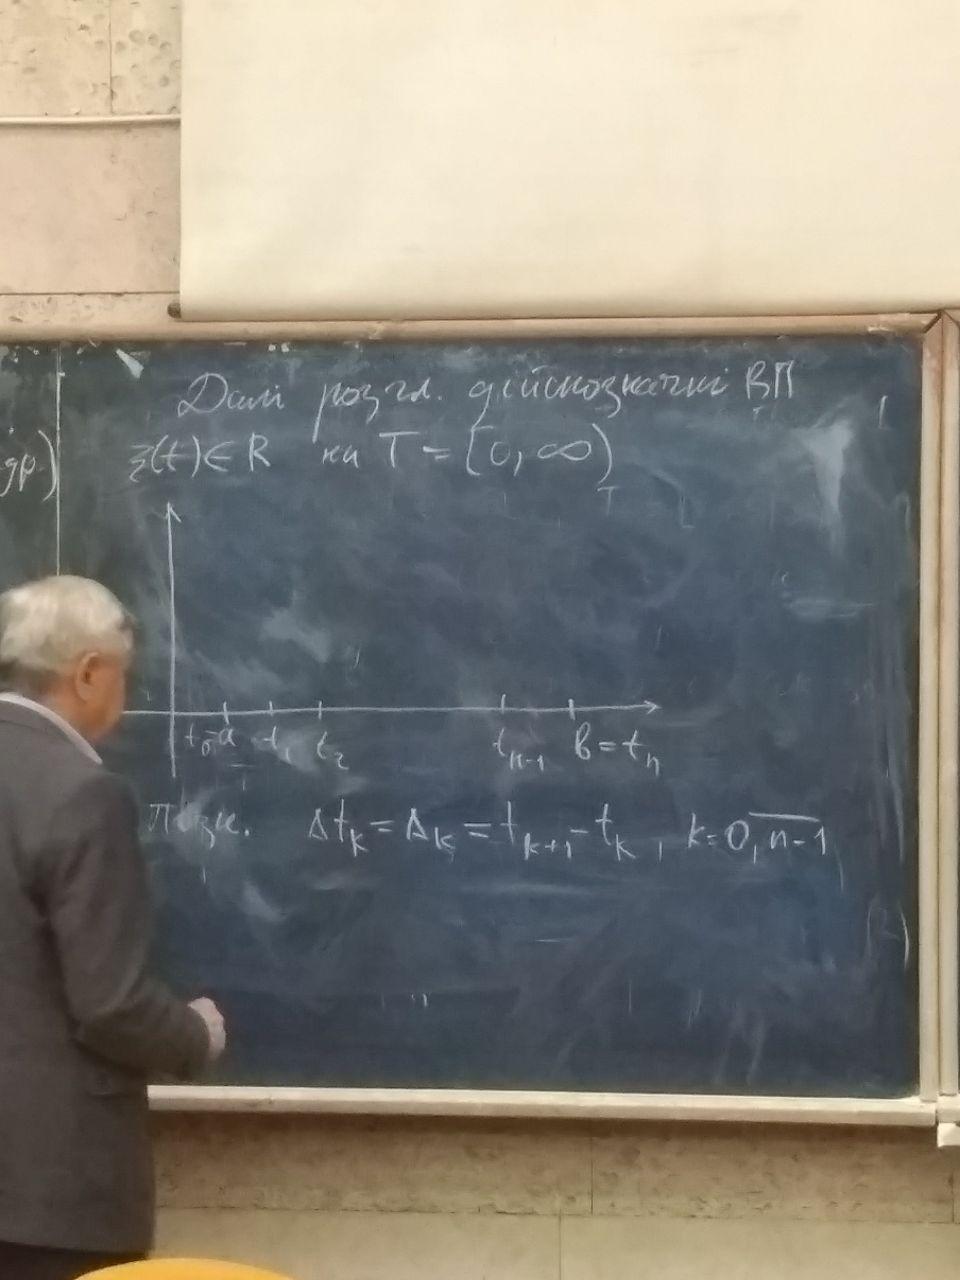 Далі розгл. дійснозначні ВП
др.)
ξ(t)∈R на T = [0, ∞)
t₀=a t₁ t₂ tₙ₋₁ в = tₙ
Позн. Δtₖ = Δₖ = tₖ₊₁ - tₖ, k = 0, n-1